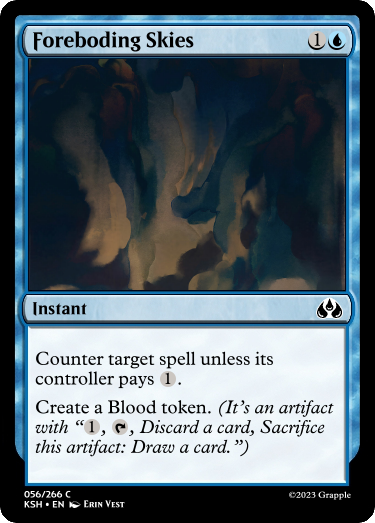 Foreboding Skies 1
Instant
Counter target spell unless its
controller pays 1.
Create a Blood token. (It's an artifact
with “1, , Discard a card, Sacrifice
this artifact: Draw a card.”)
056/266 C
KSH • EN Erin Vest
©2023 Grapple